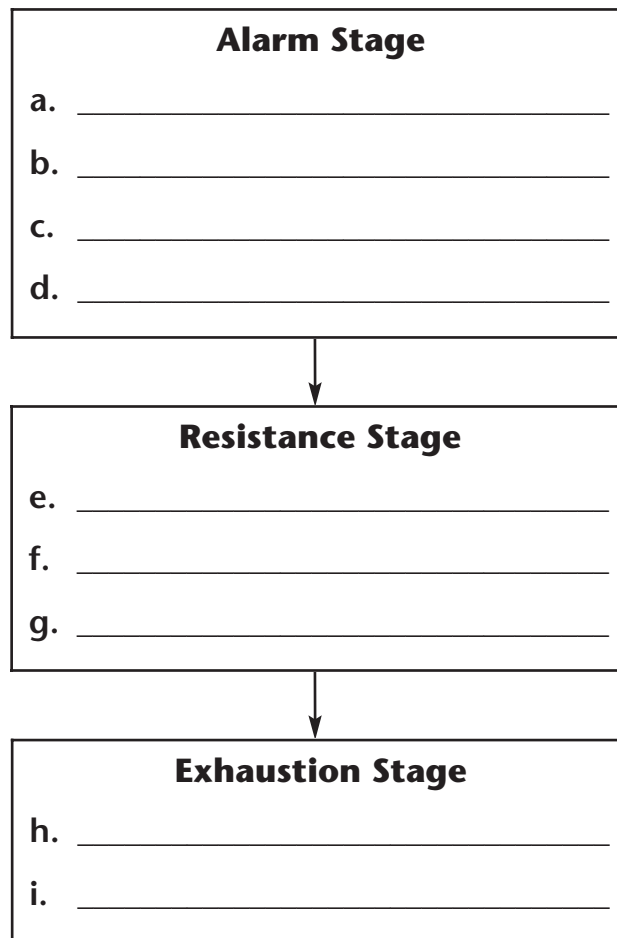 Alarm Stage
a.
b.
c.
d.
Resistance Stage
e.
f.
g.
Exhaustion Stage
h.
i.